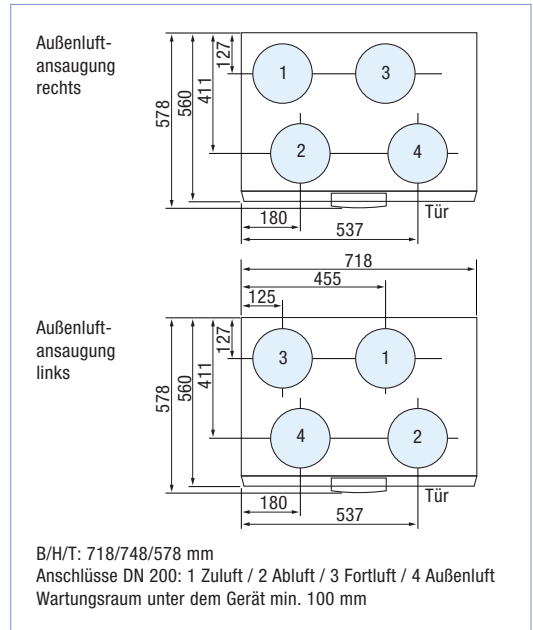 Außenluft-
ansaugung
rechts
127
411
560
578
1
3
2
4
Tür
180
537
718
455
125
Außenluft-
ansaugung
links
127
411
560
578
3
1
4
2
Tür
180
537
B/H/T: 718/748/578 mm
Anschlüsse DN 200: 1 Zuluft / 2 Abluft / 3 Fortluft / 4 Außenluft
Wartungsraum unter dem Gerät min. 100 mm